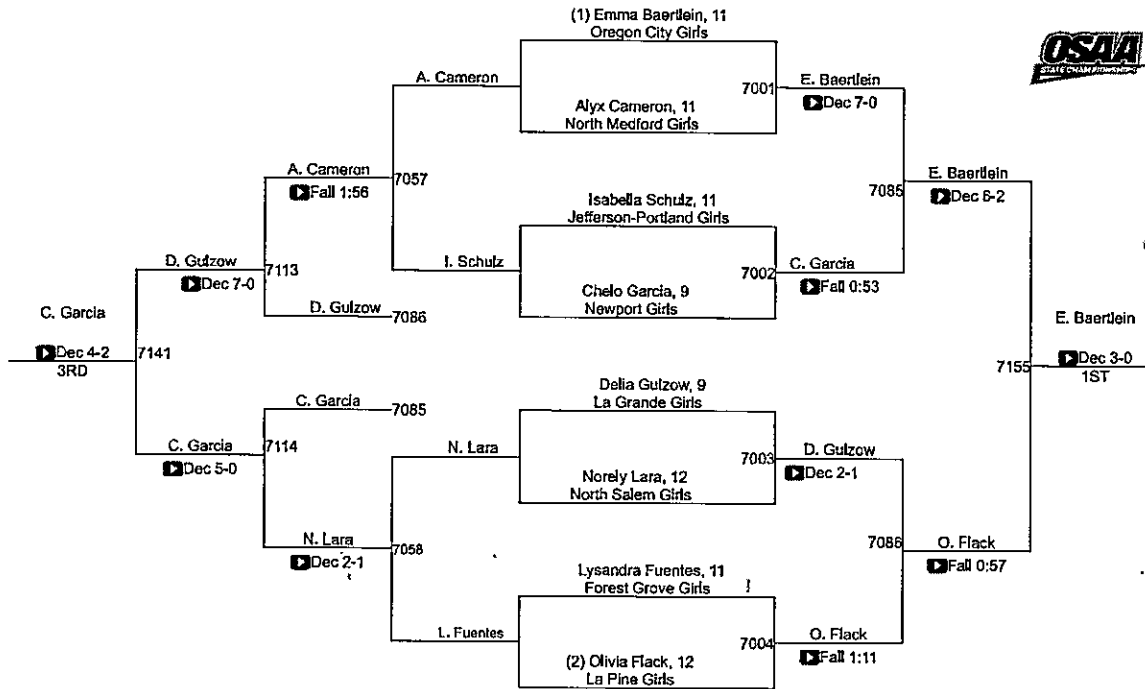 (1) Emma Baertlein, 11
Oregon City Girls
OSAA
STATE CHAMPIONSHIPS
A. Cameron
7001
E. Baertlein
Dec 7-0
Alyx Cameron, 11
North Medford Girls
A. Cameron
Fall 1:56
7057
7085
E. Baertlein
Dec 6-2
Isabella Schulz, 11
Jefferson-Portland Girls
D. Gulzow
Dec 7-0
7113
I. Schulz
7002
C. Garcia
Fall 0:53
Chelo Garcia, 9
Newport Girls
D. Gulzow
7086
C. Garcia
Dec 4-2
3RD
7141
E. Baertlein
7155
Dec 3-0
1ST
Delia Gulzow, 9
La Grande Girls
C. Garcia
7085
C. Garcia
Dec 5-0
7114
N. Lara
7003
D. Gulzow
Dec 2-1
Norely Lara, 12
North Salem Girls
N. Lara
Dec 2-1
7058
7086
O. Flack
Fall 0:57
Lysandra Fuentes, 11
Forest Grove Girls
L. Fuentes
7004
O. Flack
Fall 1:11
(2) Olivia Flack, 12
La Pine Girls